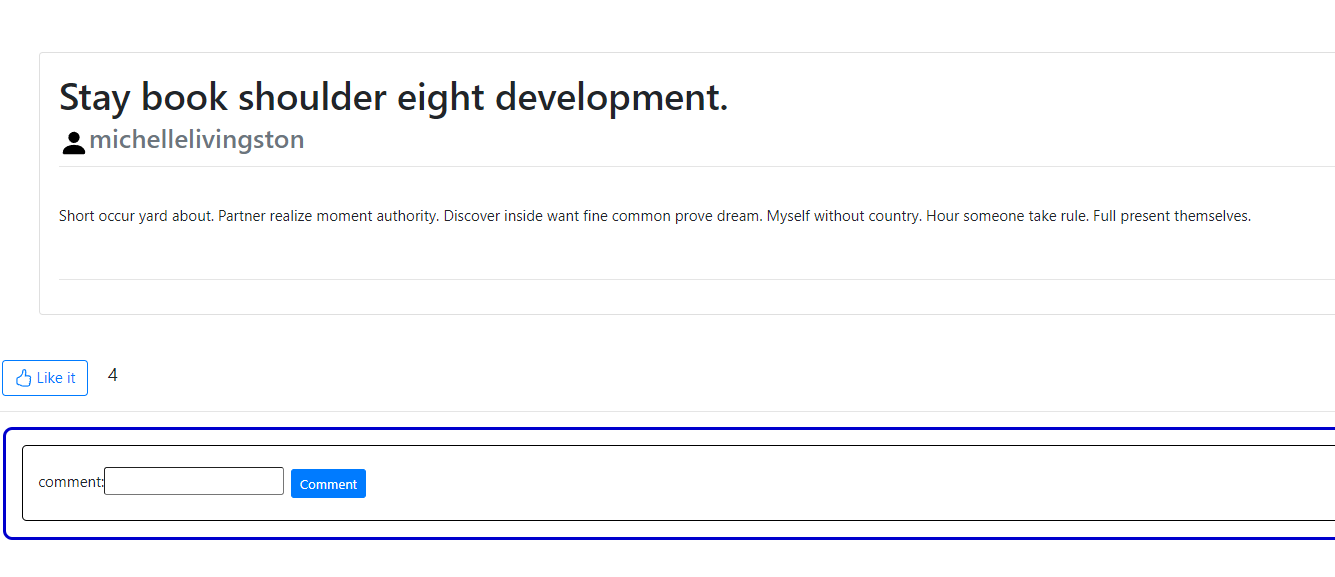 Stay book shoulder eight development.
michellelivingston
Short occur yard about. Partner realize moment authority. Discover inside want fine common prove dream. Myself without country. Hour someone take rule. Full present themselves.
Like it 4
comment: Comment